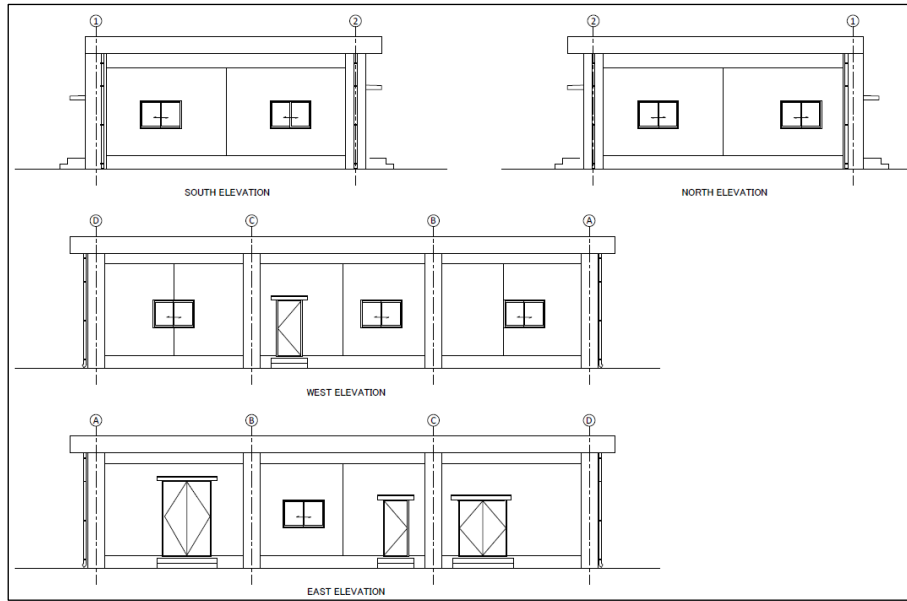 1 2
2 1
SOUTH ELEVATION
NORTH ELEVATION
D C B A
WEST ELEVATION
A B C D
EAST ELEVATION